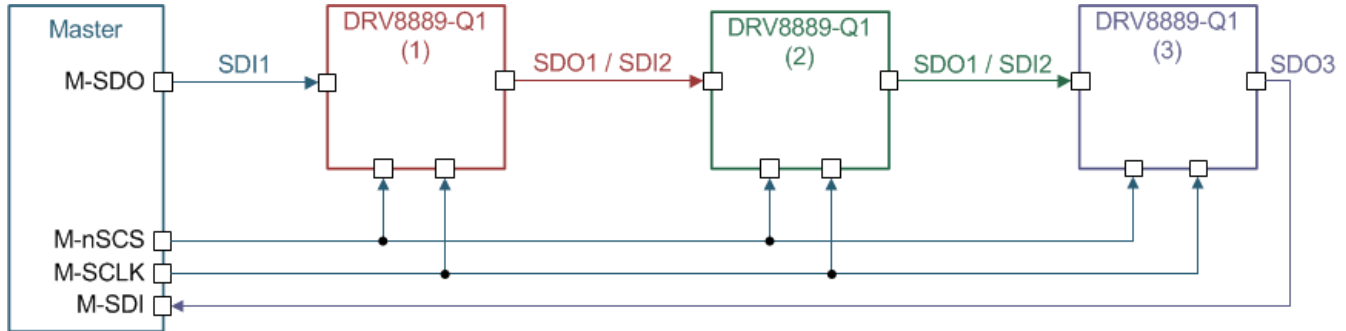 Master
DRV8889-Q1
(1)
DRV8889-Q1
(2)
DRV8889-Q1
(3)
M-SDO
SDI1
SDO1 / SDI2
SDO1 / SDI2
SDO3
M-nSCS
M-SCLK
M-SDI